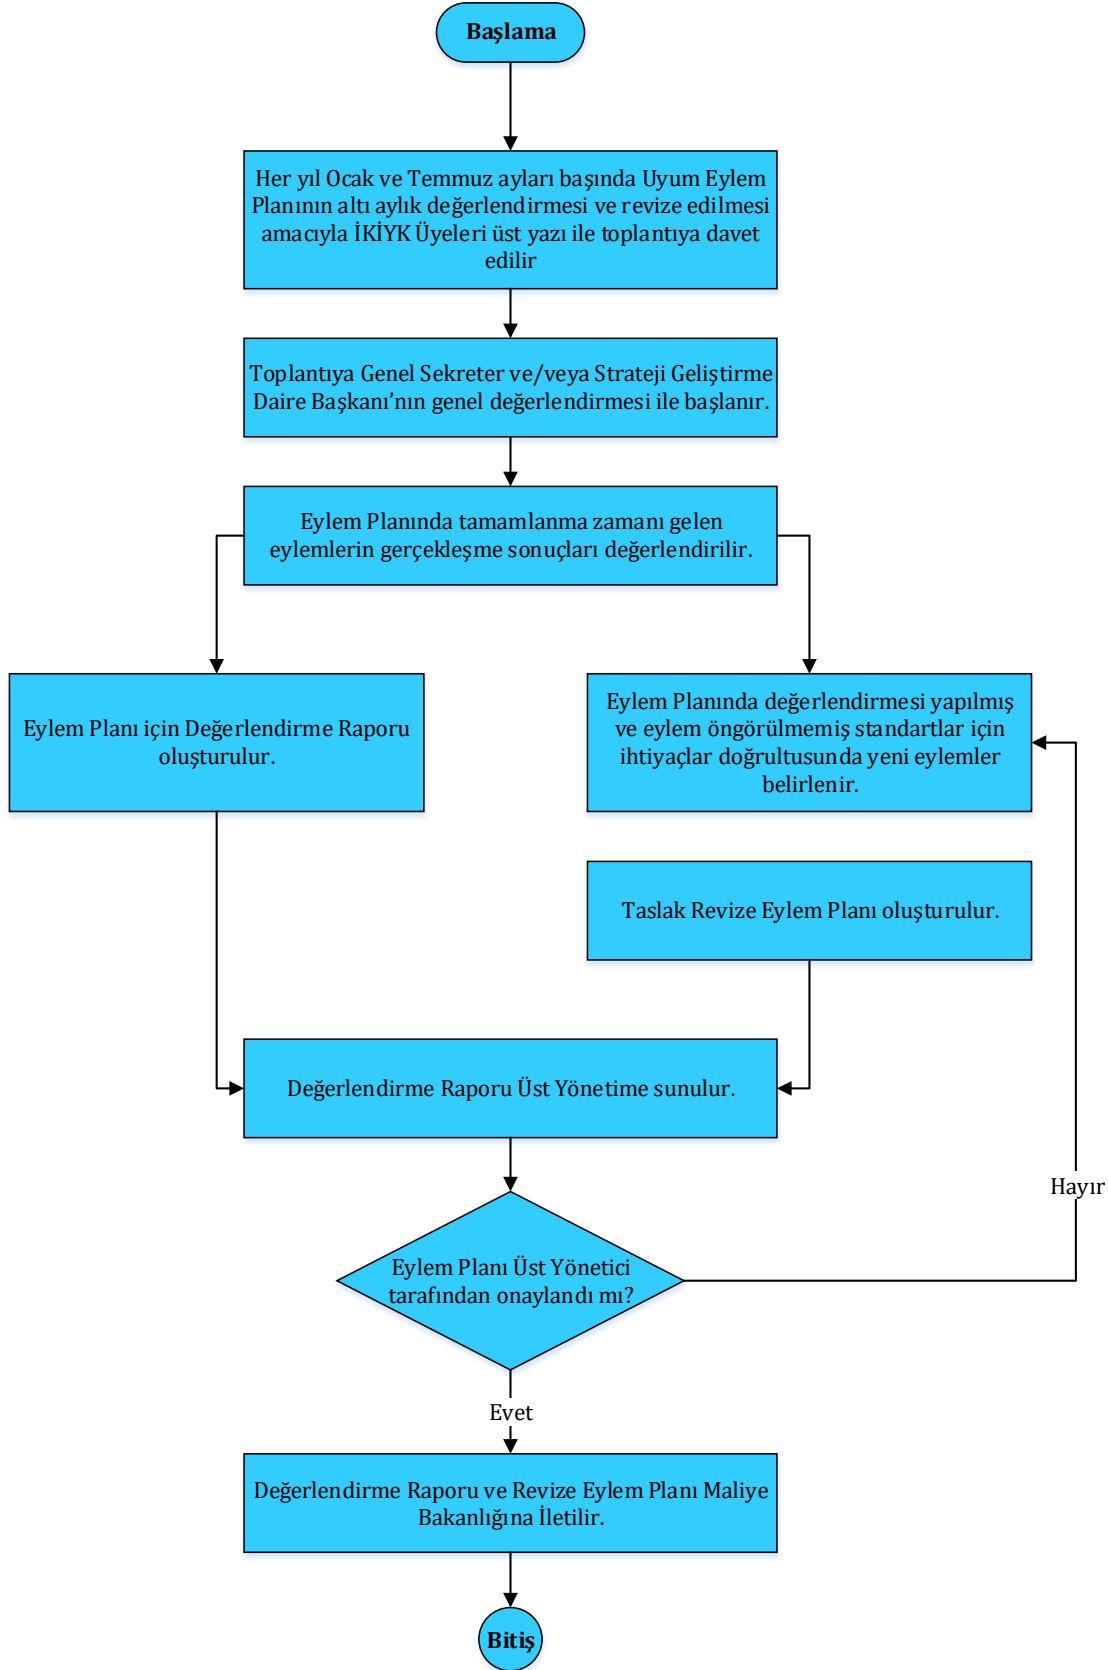 Başlama
Her yıl Ocak ve Temmuz ayları başında Uyum Eylem
Planının altı aylık değerlendirmesi ve revize edilmesi
amacıyla İKİYK Üyeleri üst yazı ile toplantıya davet
edilir
Toplantıya Genel Sekreter ve/veya Strateji Geliştirme
Daire Başkanı’nın genel değerlendirmesi ile başlanır.
Eylem Planında tamamlanma zamanı gelen
eylemlerin gerçekleşme sonuçları değerlendirilir.
Eylem Planı için Değerlendirme Raporu
oluşturulur.
Eylem Planında değerlendirmesi yapılmış
ve eylem öngörülmemiş standartlar için
ihtiyaçlar doğrultusunda yeni eylemler
belirlenir.
Taslak Revize Eylem Planı oluşturulur.
Değerlendirme Raporu Üst Yönetime sunulur.
Hayır
Eylem Planı Üst Yönetici
tarafından onaylandı mı?
Evet
Değerlendirme Raporu ve Revize Eylem Planı Maliye
Bakanlığına İletilir.
Bitiş